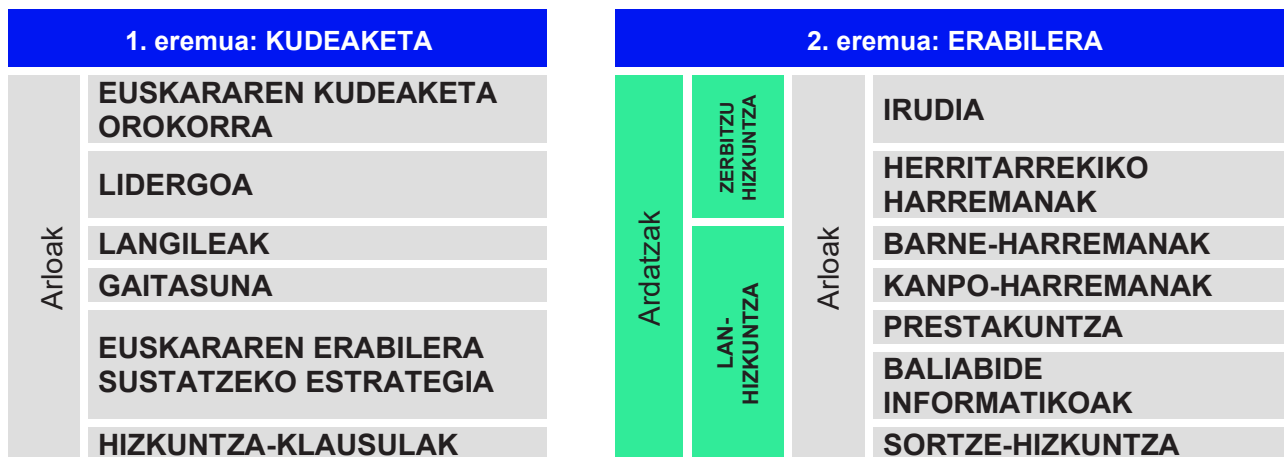 1. eremua: KUDEAKETA
Arloak
EUSKARAREN KUDEAKETA
OROKORRA
LIDERGOA
LANGILEAK
GAITASUNA
EUSKARAREN ERABILERA
SUSTATZEKO ESTRATEGIA
HIZKUNTZA-KLAUSULAK
2. eremua: ERABILERA
Ardatzak
ZERBITZU
HIZKUNTZA
LAN-
HIZKUNTZA
Arloak
IRUDIA
HERRITARREKIKO
HARREMANAK
BARNE-HARREMANAK
KANPO-HARREMANAK
PRESTAKUNTZA
BALIABIDE
INFORMATIKOAK
SORTZE-HIZKUNTZA